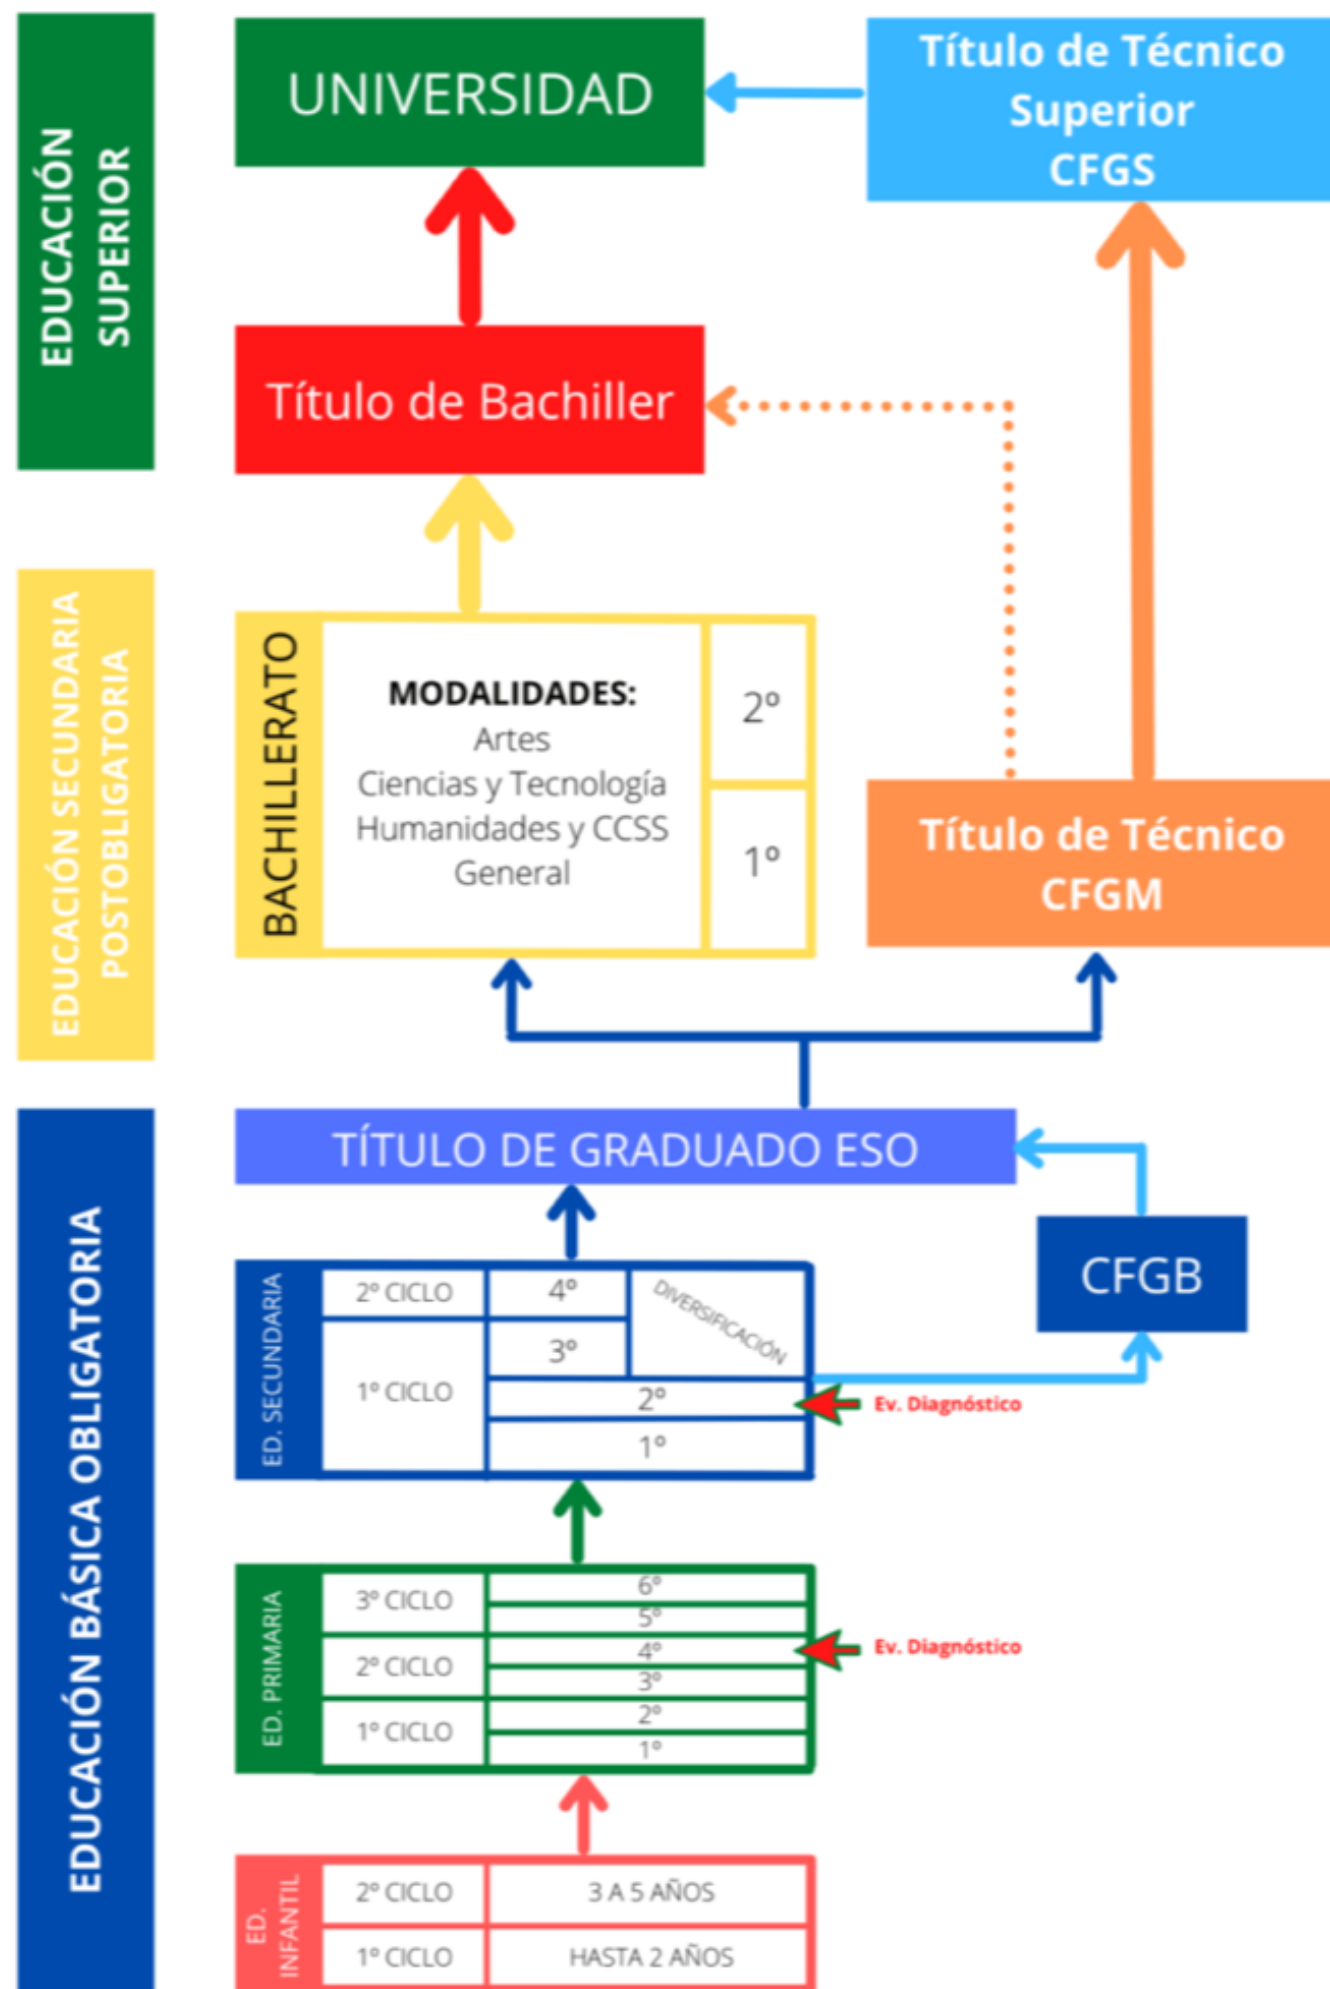 EDUCACIÓN
SUPERIOR
UNIVERSIDAD
Título de Técnico
Superior
CFGS
Título de Bachiller
EDUCACIÓN SECUNDARIA
POSTOBLIGATORIA
BACHILLERATO
MODALIDADES:
Artes
Ciencias y Tecnología
Humanidades y CCSS
General
2º
1º
Título de Técnico
CFGM
EDUCACIÓN BÁSICA OBLIGATORIA
TÍTULO DE GRADUADO ESO
CFGB
ED. SECUNDARIA
2º CICLO
4º
DIVERSIFICACIÓN
1º CICLO
3º
2º
Ev. Diagnóstico
1º
ED. PRIMARIA
3º CICLO
6º
5º
2º CICLO
4º
Ev. Diagnóstico
3º
1º CICLO
2º
1º
ED.
INFANTIL
2º CICLO
3 A 5 AÑOS
1º CICLO
HASTA 2 AÑOS